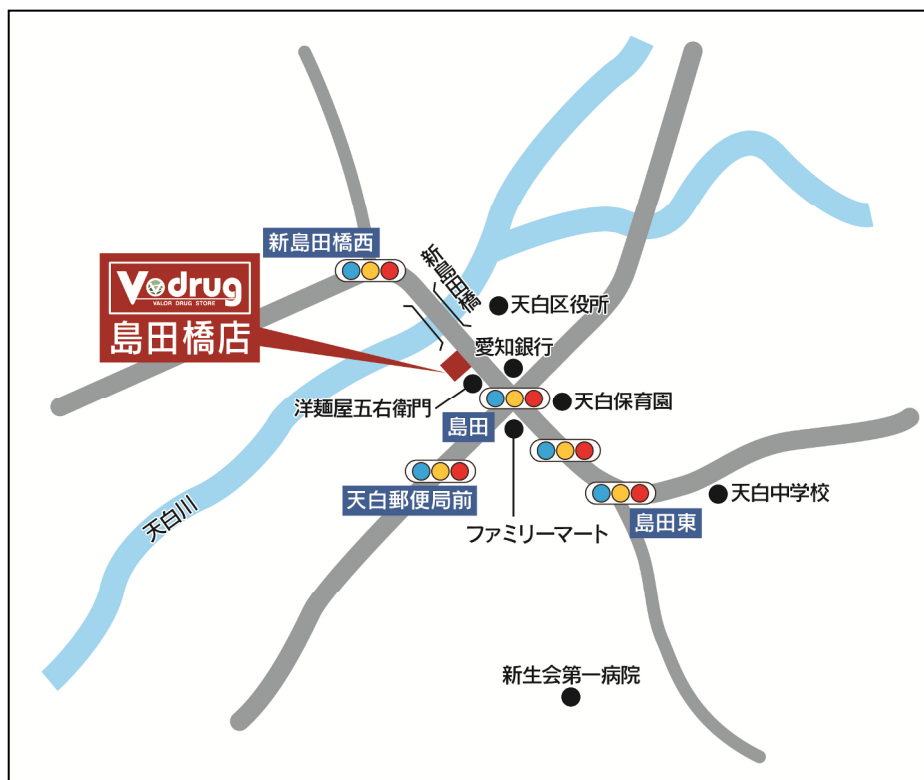 新島田橋西
新島田橋
V・drug
VALOR DRUG STORE
島田橋店
天白区役所
愛知銀行
洋麺屋五右衛門
島田
天白保育園
天白郵便局前
島田東
天白中学校
ファミリーマート
天白川
新生会第一病院